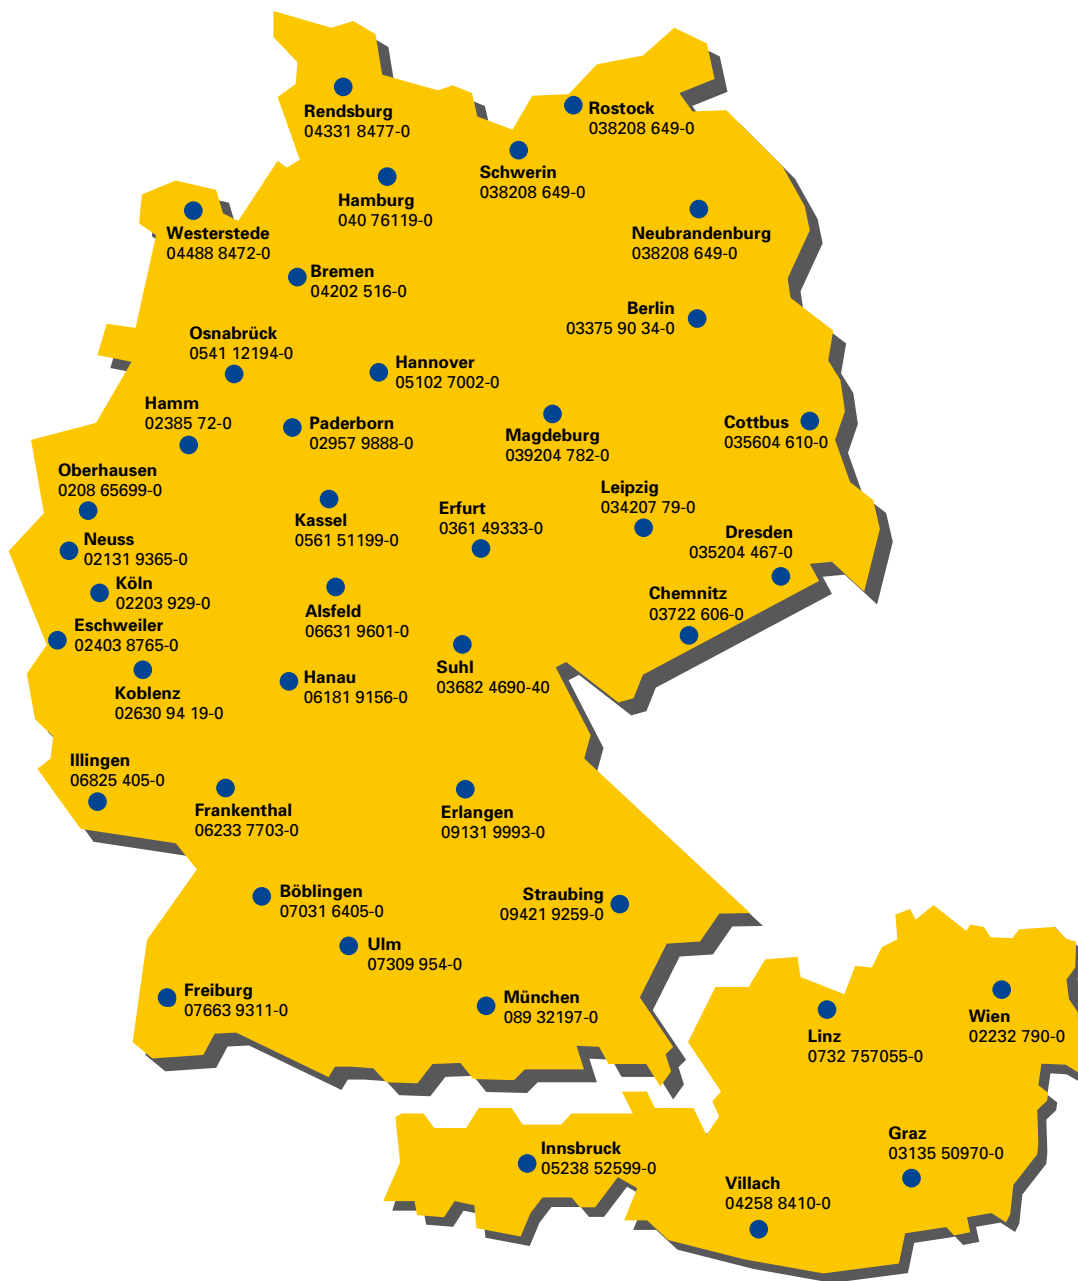 Rendsburg
04331 8477-0
Rostock
038208 649-0
Schwerin
038208 649-0
Hamburg
040 76119-0
Westerstede
04488 8472-0
Neubrandenburg
038208 649-0
Bremen
04202 516-0
Berlin
03375 90 34-0
Osnabrück
0541 12194-0
Hannover
05102 7002-0
Hamm
02385 72-0
Paderborn
02957 9888-0
Magdeburg
039204 782-0
Cottbus
035604 610-0
Oberhausen
0208 65699-0
Leipzig
034207 79-0
Kassel
0561 51199-0
Erfurt
0361 49333-0
Dresden
035204 467-0
Neuss
02131 9365-0
Köln
02203 929-0
Alsfeld
06631 9601-0
Chemnitz
03722 606-0
Eschweiler
02403 8765-0
Suhl
03682 4690-40
Hanau
06181 9156-0
Koblenz
02630 94 19-0
Illingen
06825 405-0
Frankenthal
06233 7703-0
Erlangen
09131 9993-0
Böblingen
07031 6405-0
Straubing
09421 9259-0
Ulm
07309 954-0
Freiburg
07663 9311-0
München
089 32197-0
Linz
0732 757055-0
Wien
02232 790-0
Innsbruck
05238 52599-0
Graz
03135 50970-0
Villach
04258 8410-0